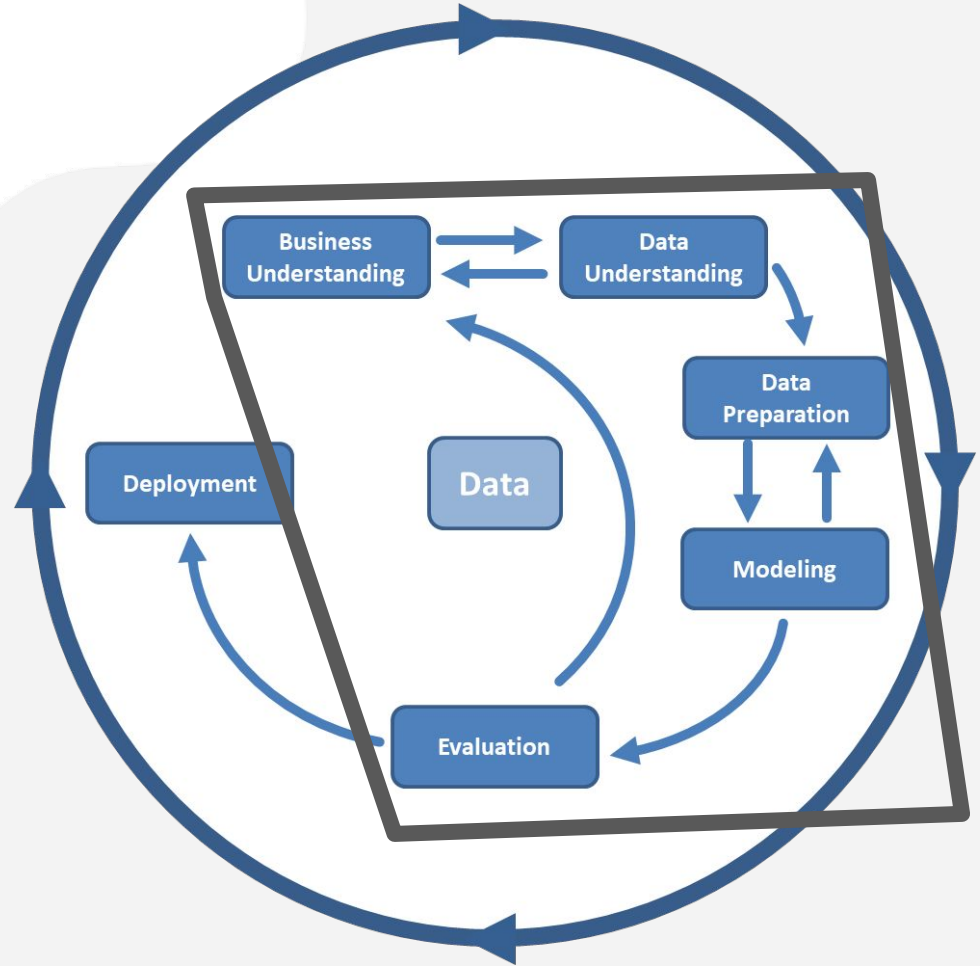 Business
Understanding
Data
Understanding
Data
Preparation
Deployment
Data
Modeling
Evaluation